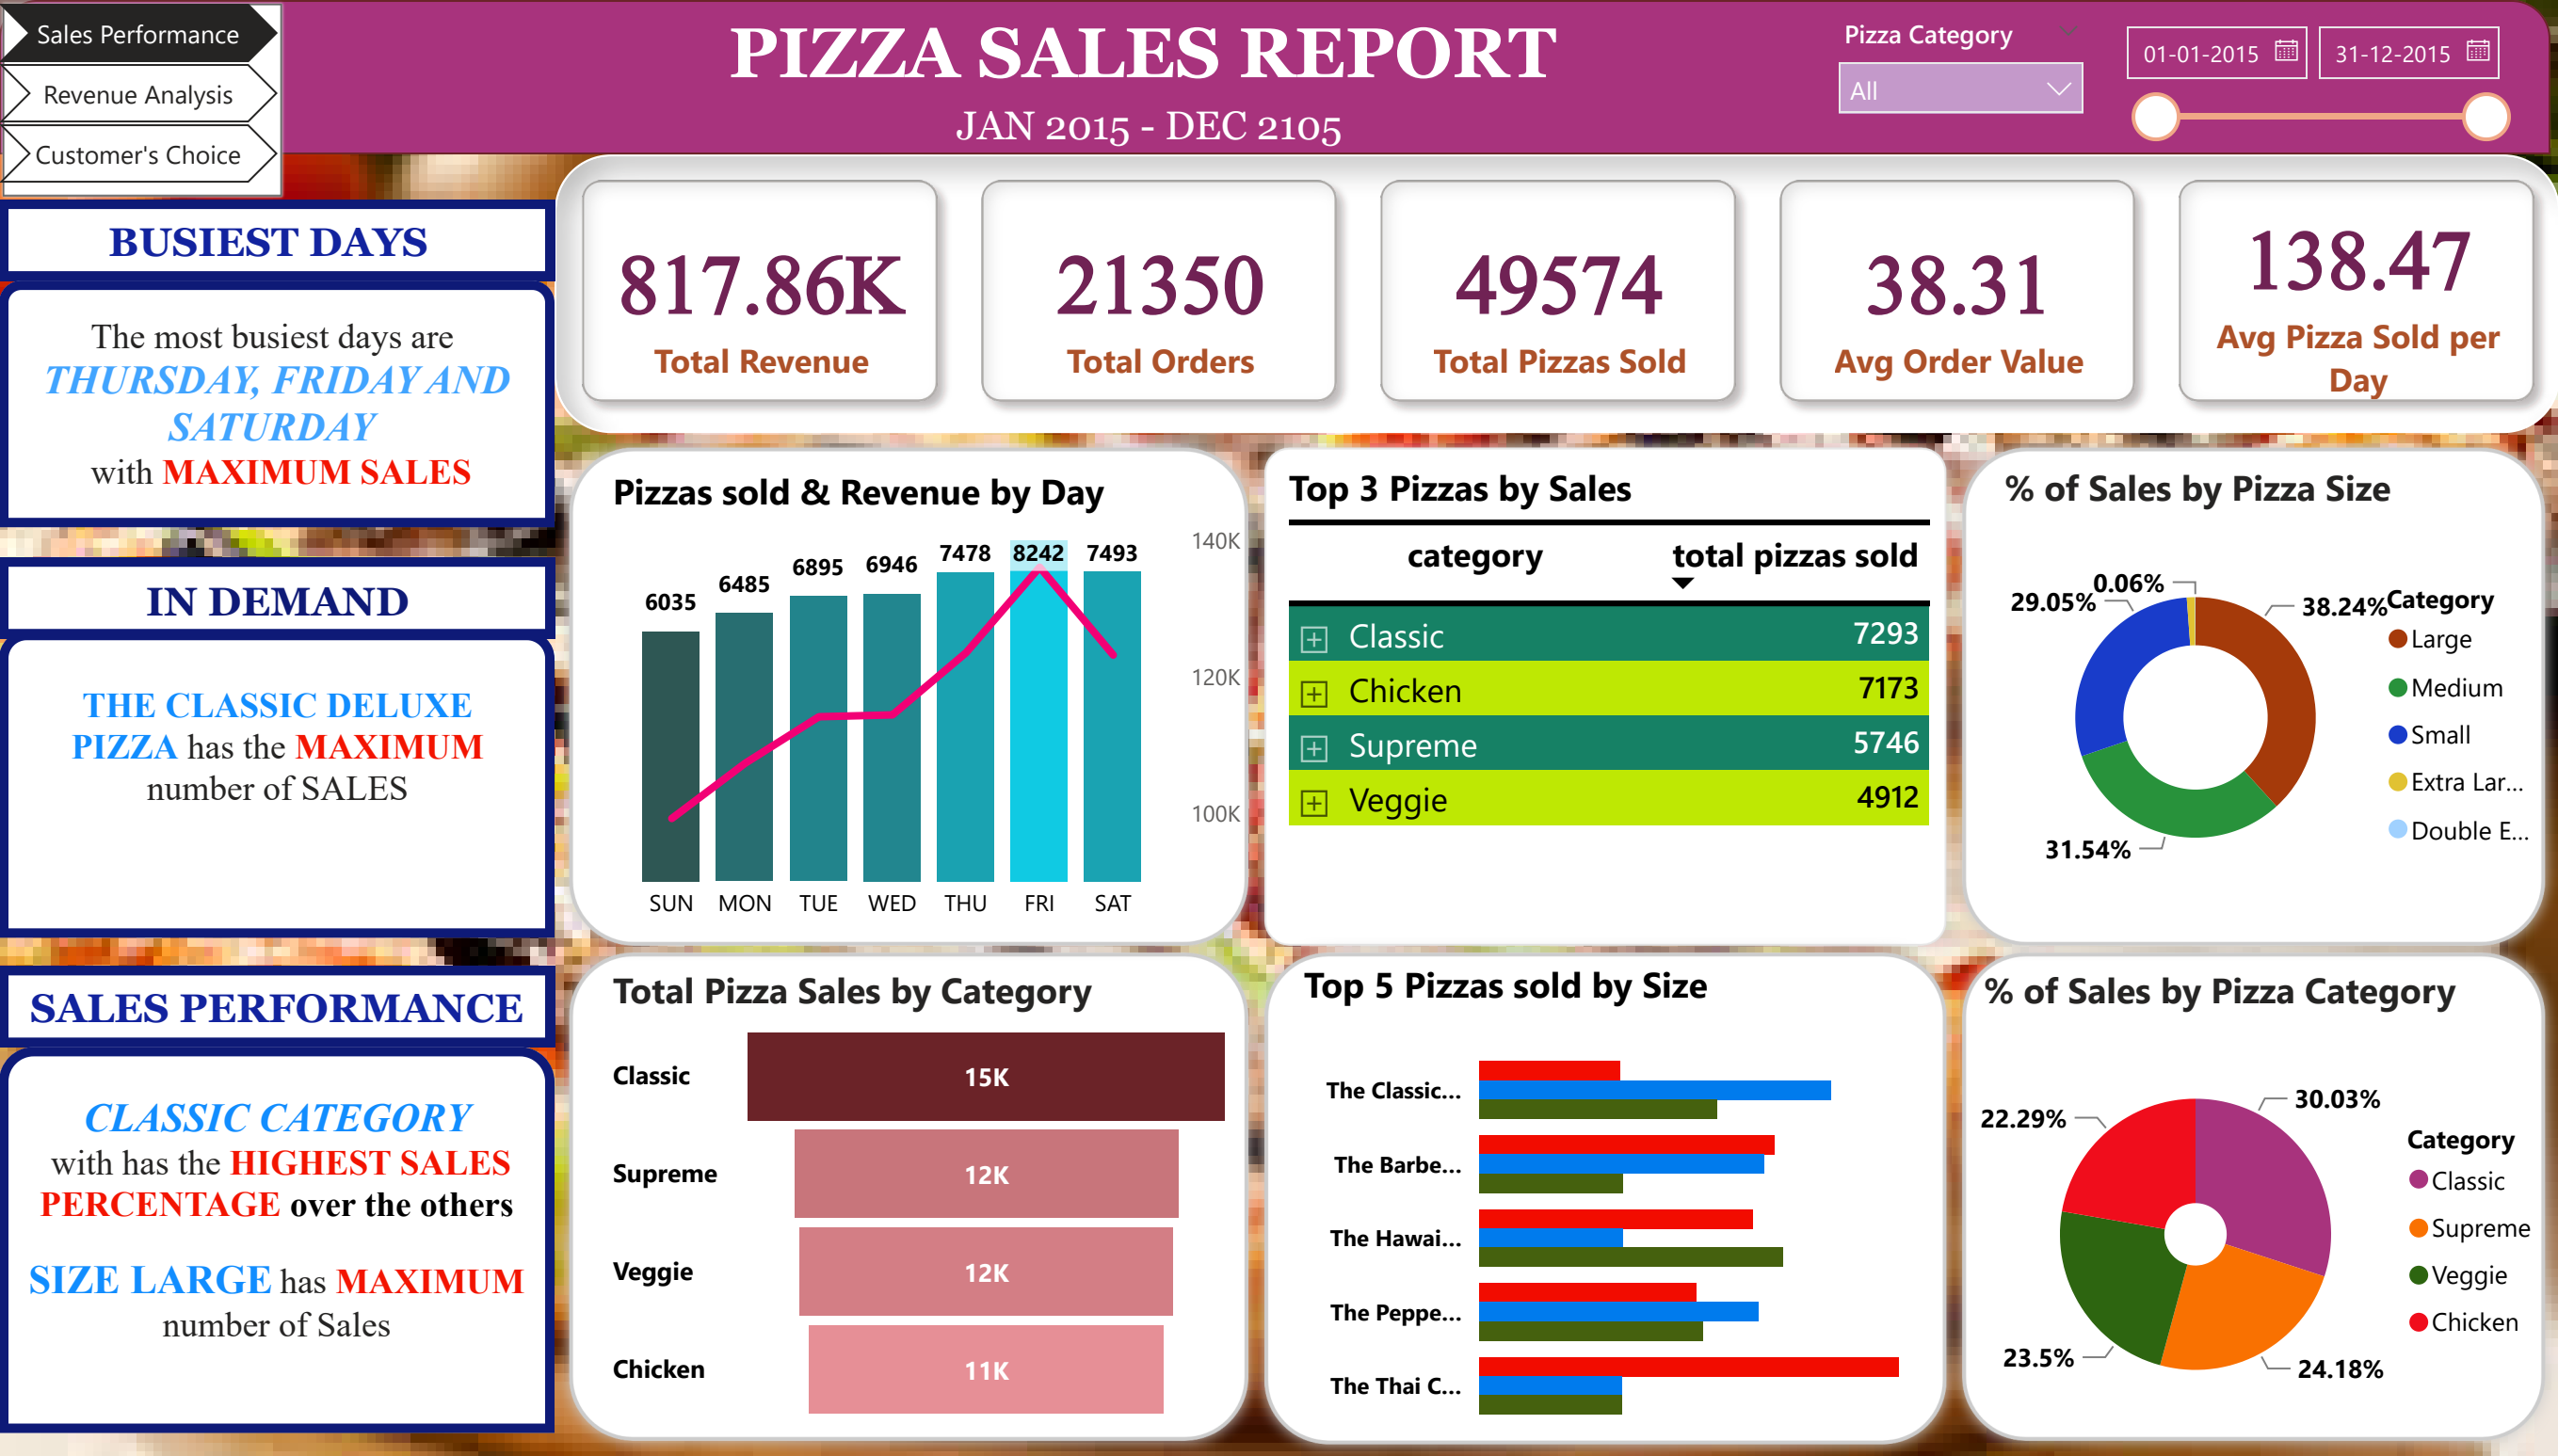 Sales Performance
Revenue Analysis
Customer's Choice
PIZZA SALES REPORT
JAN 2015 - DEC 2105
Pizza Category
All
01-01-2015
31-12-2015
BUSIEST DAYS
The most busiest days are
THURSDAY, FRIDAY AND
SATURDAY
with MAXIMUM SALES
IN DEMAND
THE CLASSIC DELUXE
PIZZA has the MAXIMUM
number of SALES
SALES PERFORMANCE
CLASSIC CATEGORY
with has the HIGHEST SALES
PERCENTAGE over the others
SIZE LARGE has MAXIMUM
number of Sales
817.86K
Total Revenue
21350
Total Orders
49574
Total Pizzas Sold
38.31
Avg Order Value
138.47
Avg Pizza Sold per
Day
Pizzas sold & Revenue by Day
140K
120K
100K
6035
6485
6895
6946
7478
8242
7493
SUN
MON
TUE
WED
THU
FRI
SAT
Top 3 Pizzas by Sales
category total pizzas sold
Classic 7293
Chicken 7173
Supreme 5746
Veggie 4912
% of Sales by Pizza Size
0.06%
29.05%
38.24%
31.54%
Category
Large
Medium
Small
Extra Lar...
Double E...
Total Pizza Sales by Category
Classic 15K
Supreme 12K
Veggie 12K
Chicken 11K
Top 5 Pizzas sold by Size
The Classic...
The Barbe...
The Hawai...
The Peppe...
The Thai C...
% of Sales by Pizza Category
30.03%
22.29%
23.5%
24.18%
Category
Classic
Supreme
Veggie
Chicken